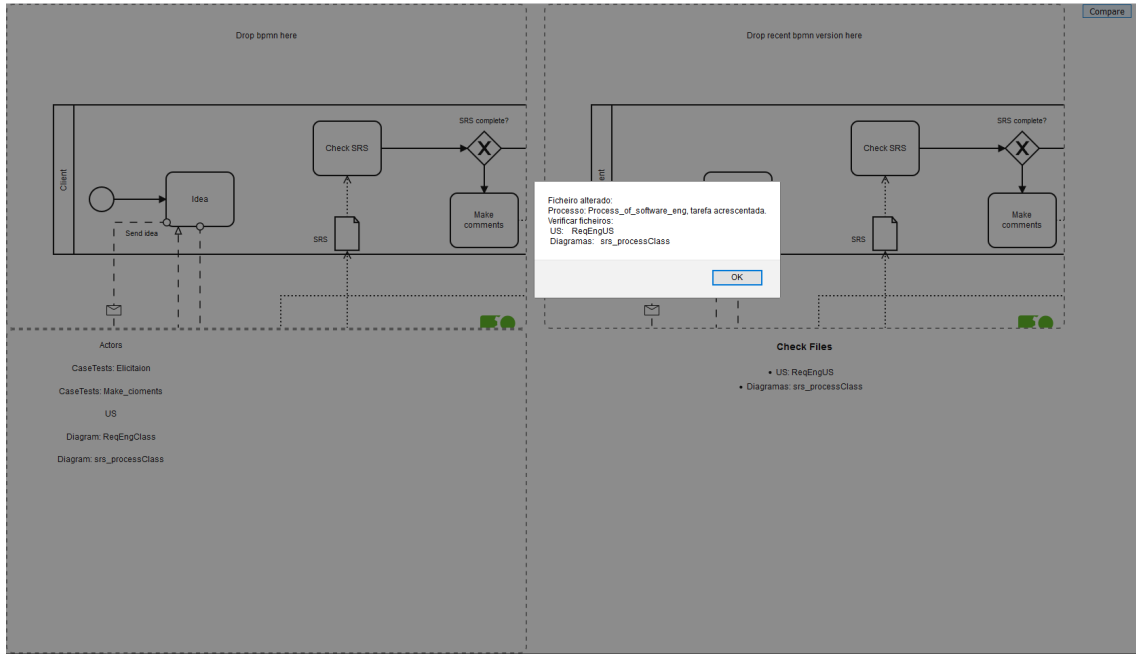 Compare
Drop bpmn here
Drop recent bpmn version here
SRS complete?
Check SRS
Client
Idea
Send idea
Make
comments
SRS
SRS complete?
Check SRS
ent
Make
comments
SRS
Ficheiro alterado:
Processo: Process_of_software_eng, tarefa acrescentada.
Verificar ficheiros:
US: ReqEngUS
Diagramas: srs_processClass
OK
Actors
CaseTests: Elicitaion
CaseTests: Make_cioments
US
Diagram: ReqEngClass
Diagram: srs_processClass
Check Files
• US: ReqEngUS
• Diagramas: srs_processClass